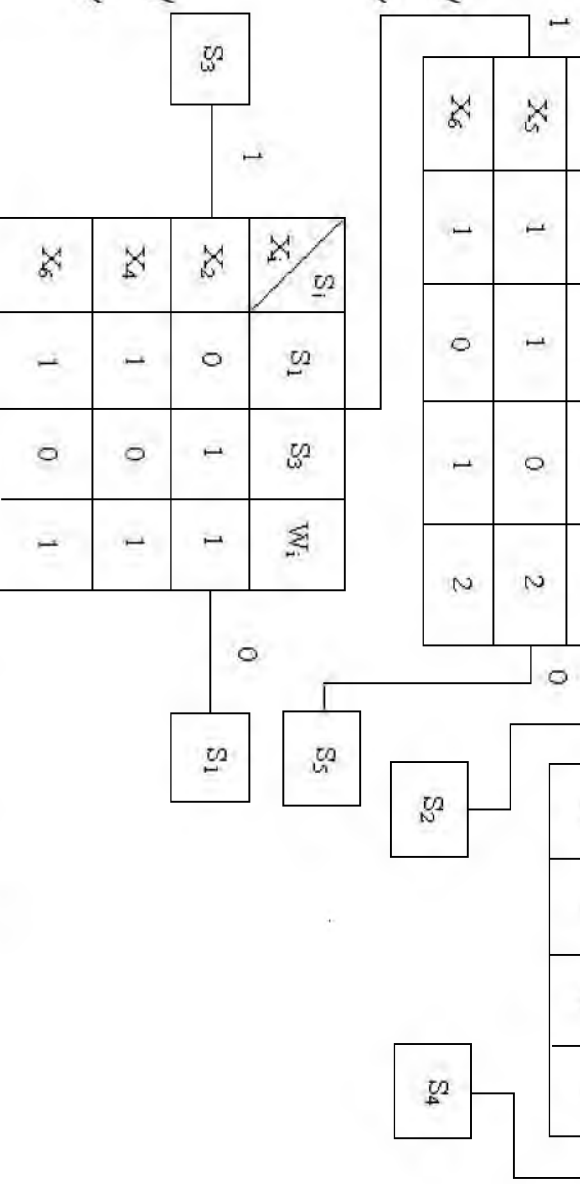 1 0
X₅ 1 1 0 2
X₆ 1 0 1 2
S₂ S₄
S₅
Xᵢ Sᵢ S₁ S₃ Wᵢ
1 0
S₃ X₂ 0 1 1 S₁
X₄ 1 0 1
X₆ 1 0 1